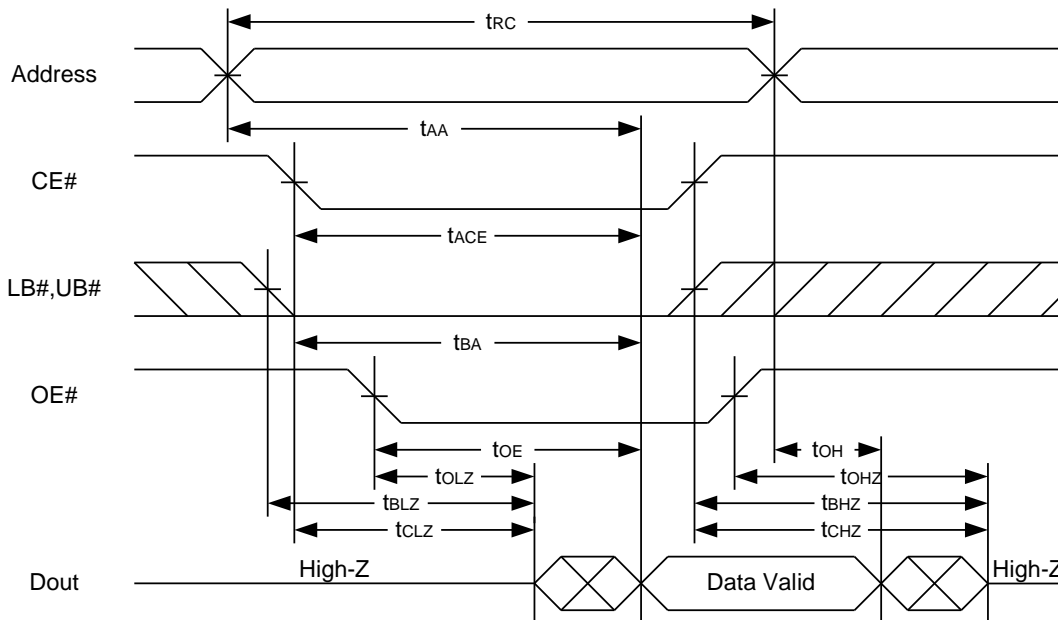 tRC
Address
tAA
CE#
tACE
LB#,UB#
tBA
OE#
tOE
tOH
tOLZ
tOHZ
tBLZ
tBHZ
tCLZ
tCHZ
Dout
High-Z
Data Valid
High-Z